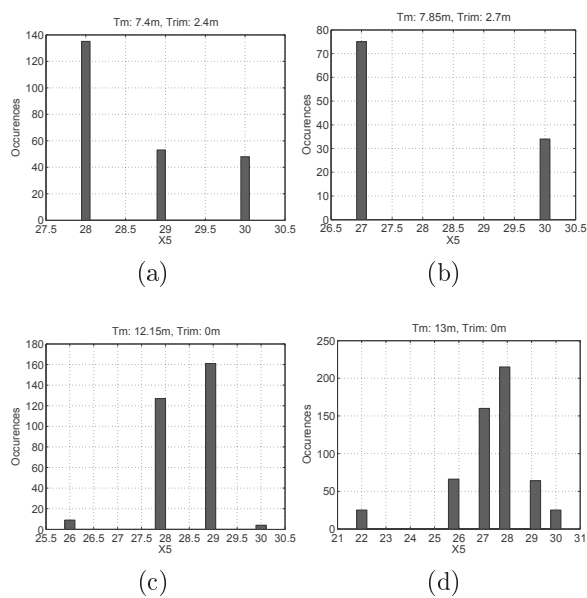 Tm: 7.4m, Trim: 2.4m
Occurences
140
120
100
80
60
40
20
0
27.5 28 28.5 29 29.5 30 30.5
X5
(a)
Tm: 7.85m, Trim: 2.7m
Occurences
80
70
60
50
40
30
20
10
0
26.5 27 27.5 28 28.5 29 29.5 30 30.5
X5
(b)
Tm: 12.15m, Trim: 0m
Occurences
180
160
140
120
100
80
60
40
20
0
25.5 26 26.5 27 27.5 28 28.5 29 29.5 30 30.5
X5
(c)
Tm: 13m, Trim: 0m
Occurences
250
200
150
100
50
0
21 22 23 24 25 26 27 28 29 30 31
X5
(d)